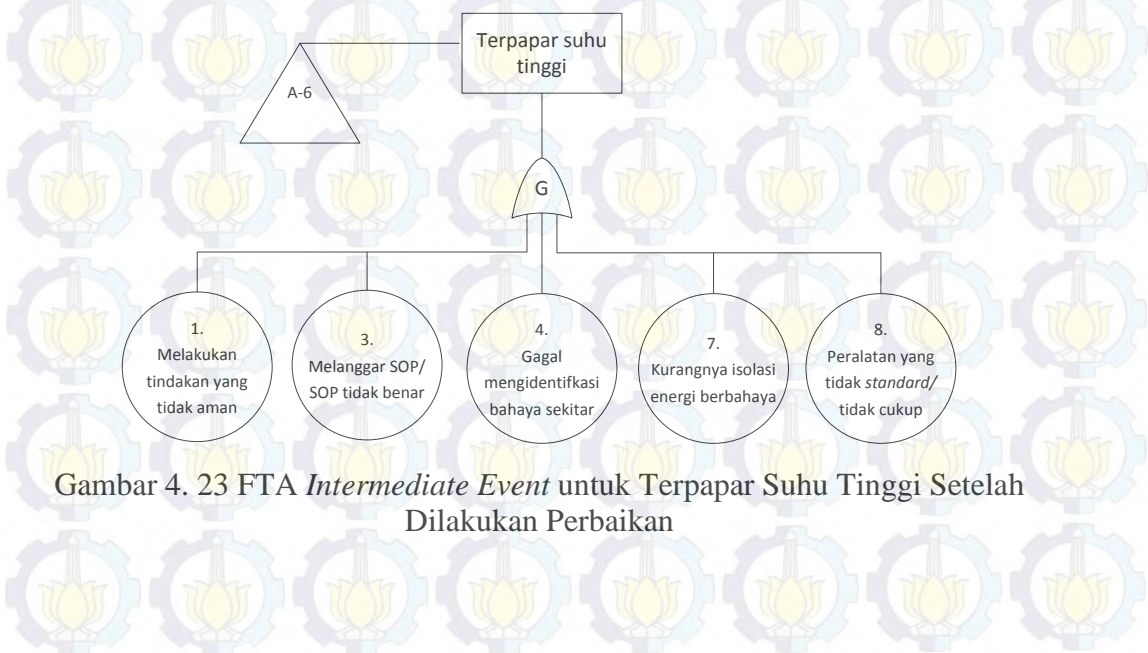 Terpapar suhu
tinggi
A-6
G
1.
Melakukan
tindakan yang
tidak aman
3.
Melanggar SOP/
SOP tidak benar
4.
Gagal
mengidentifkasi
bahaya sekitar
7.
Kurangnya isolasi
energi berbahaya
8.
Peralatan yang
tidak standard/
tidak cukup
Gambar 4. 23 FTA Intermediate Event untuk Terpapar Suhu Tinggi Setelah
Dilakukan Perbaikan